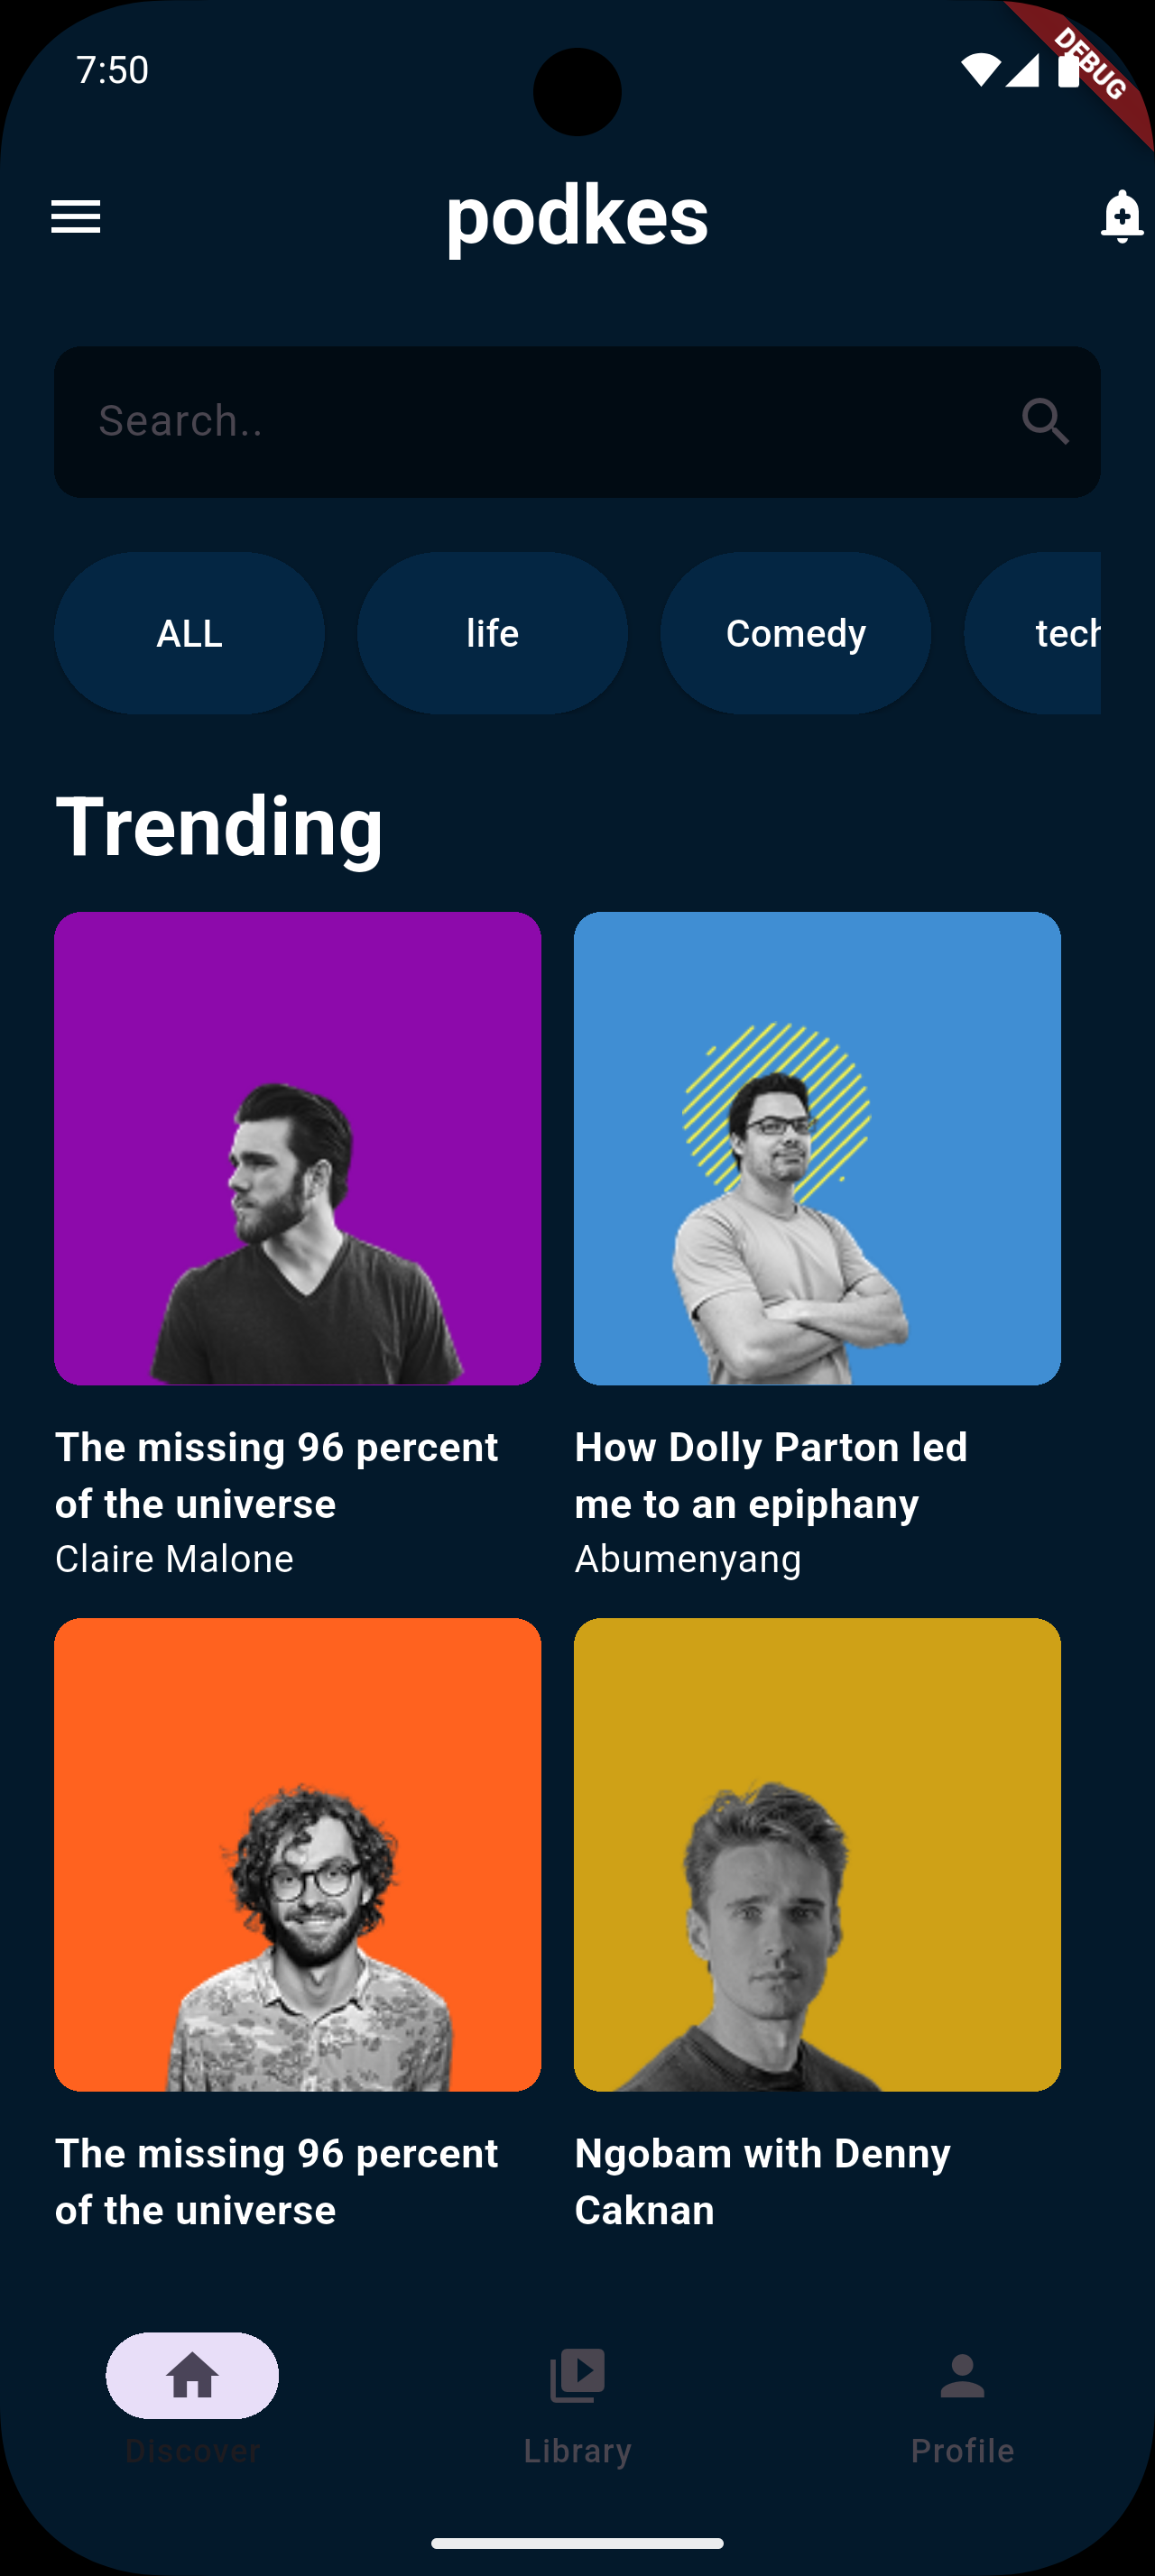 7:50
DEBUG
podkes
Search..
ALL
life
Comedy
tech
Trending
The missing 96 percent
of the universe
Claire Malone
How Dolly Parton led
me to an epiphany
Abumenyang
The missing 96 percent
of the universe
Ngobam with Denny
Caknan
Discover
Library
Profile